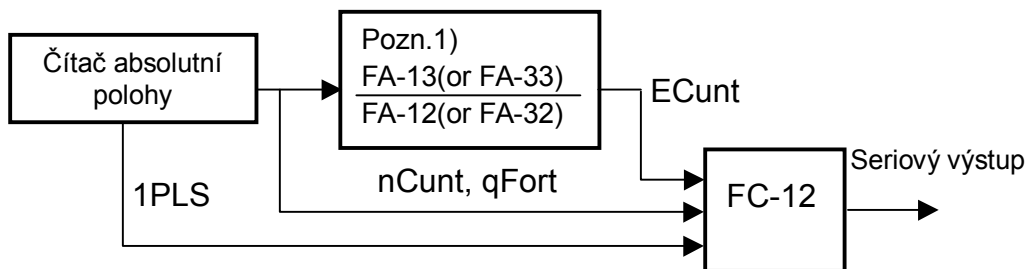 Čítač absolutní
polohy
Pozn.1)
FA-13(or FA-33)
FA-12(or FA-32)
ECunt
nCunt, qFort
1PLS
FC-12
Seriový výstup